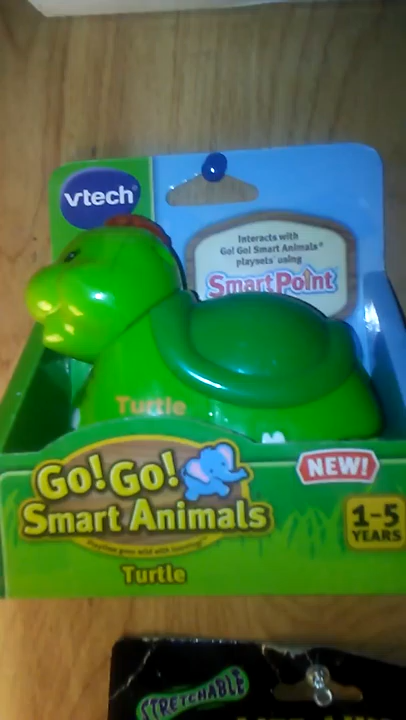 vtech
Interacts with
Go! Go! Smart Animals®
playsets using
SmartPoint
Turtle
Go! Go!
Smart Animals
NEW!
1-5
YEARS
Turtle
STRETCHABLE